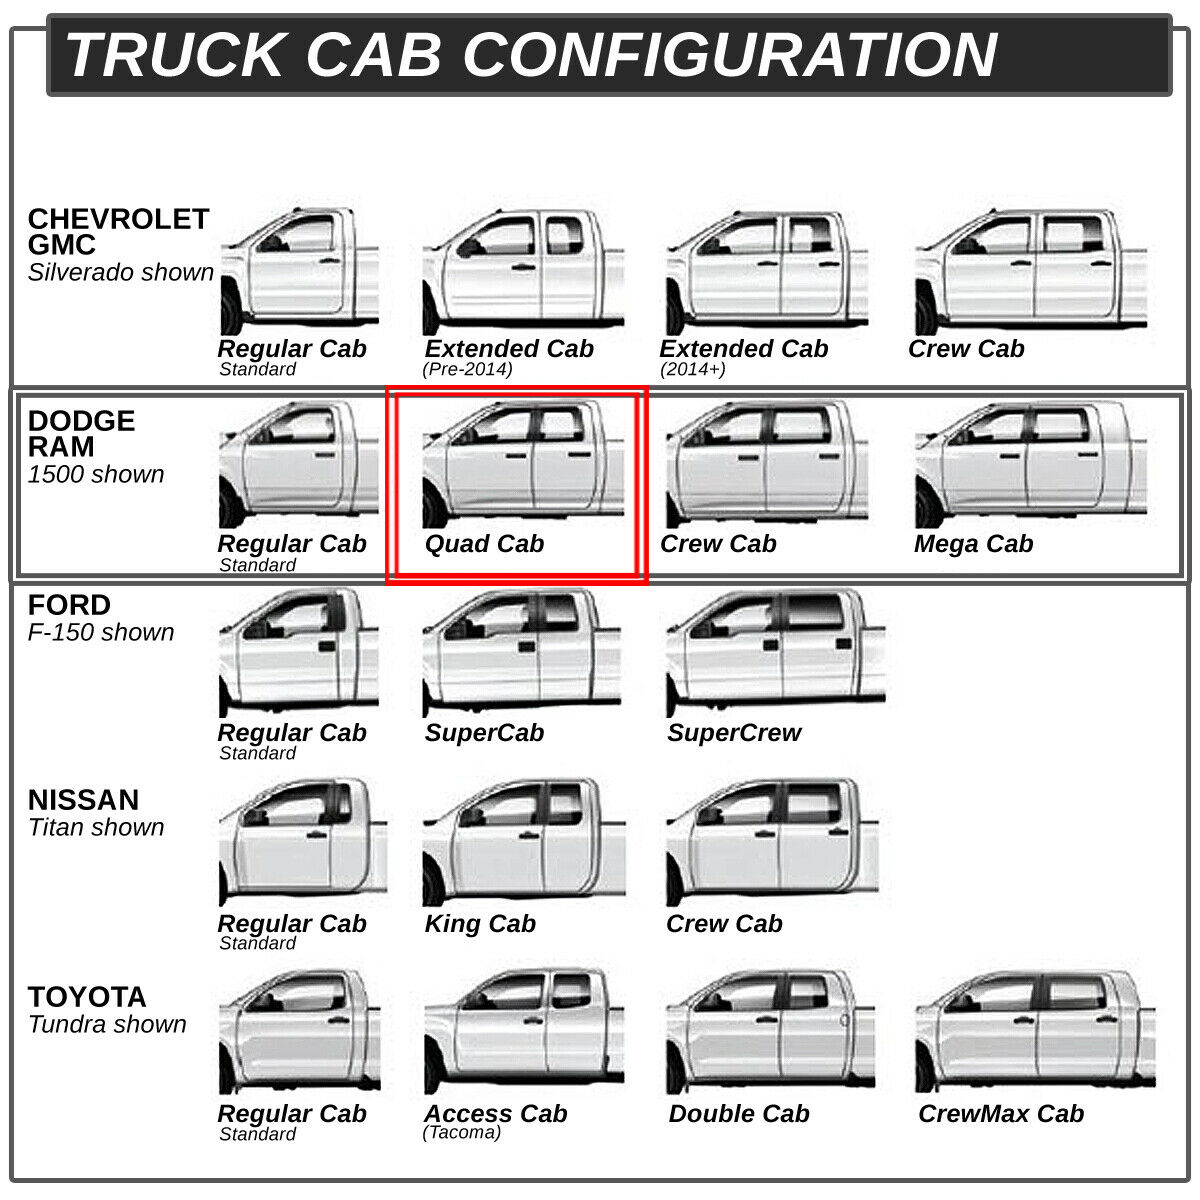 TRUCK CAB CONFIGURATION
CHEVROLET
GMC
Silverado shown
Regular Cab
Standard
Extended Cab
(Pre-2014)
Extended Cab
(2014+)
Crew Cab
DODGE
RAM
1500 shown
Regular Cab
Standard
Quad Cab
Crew Cab
Mega Cab
FORD
F-150 shown
Regular Cab
Standard
SuperCab
SuperCrew
NISSAN
Titan shown
Regular Cab
Standard
King Cab
Crew Cab
TOYOTA
Tundra shown
Regular Cab
Standard
Access Cab
(Tacoma)
Double Cab
CrewMax Cab